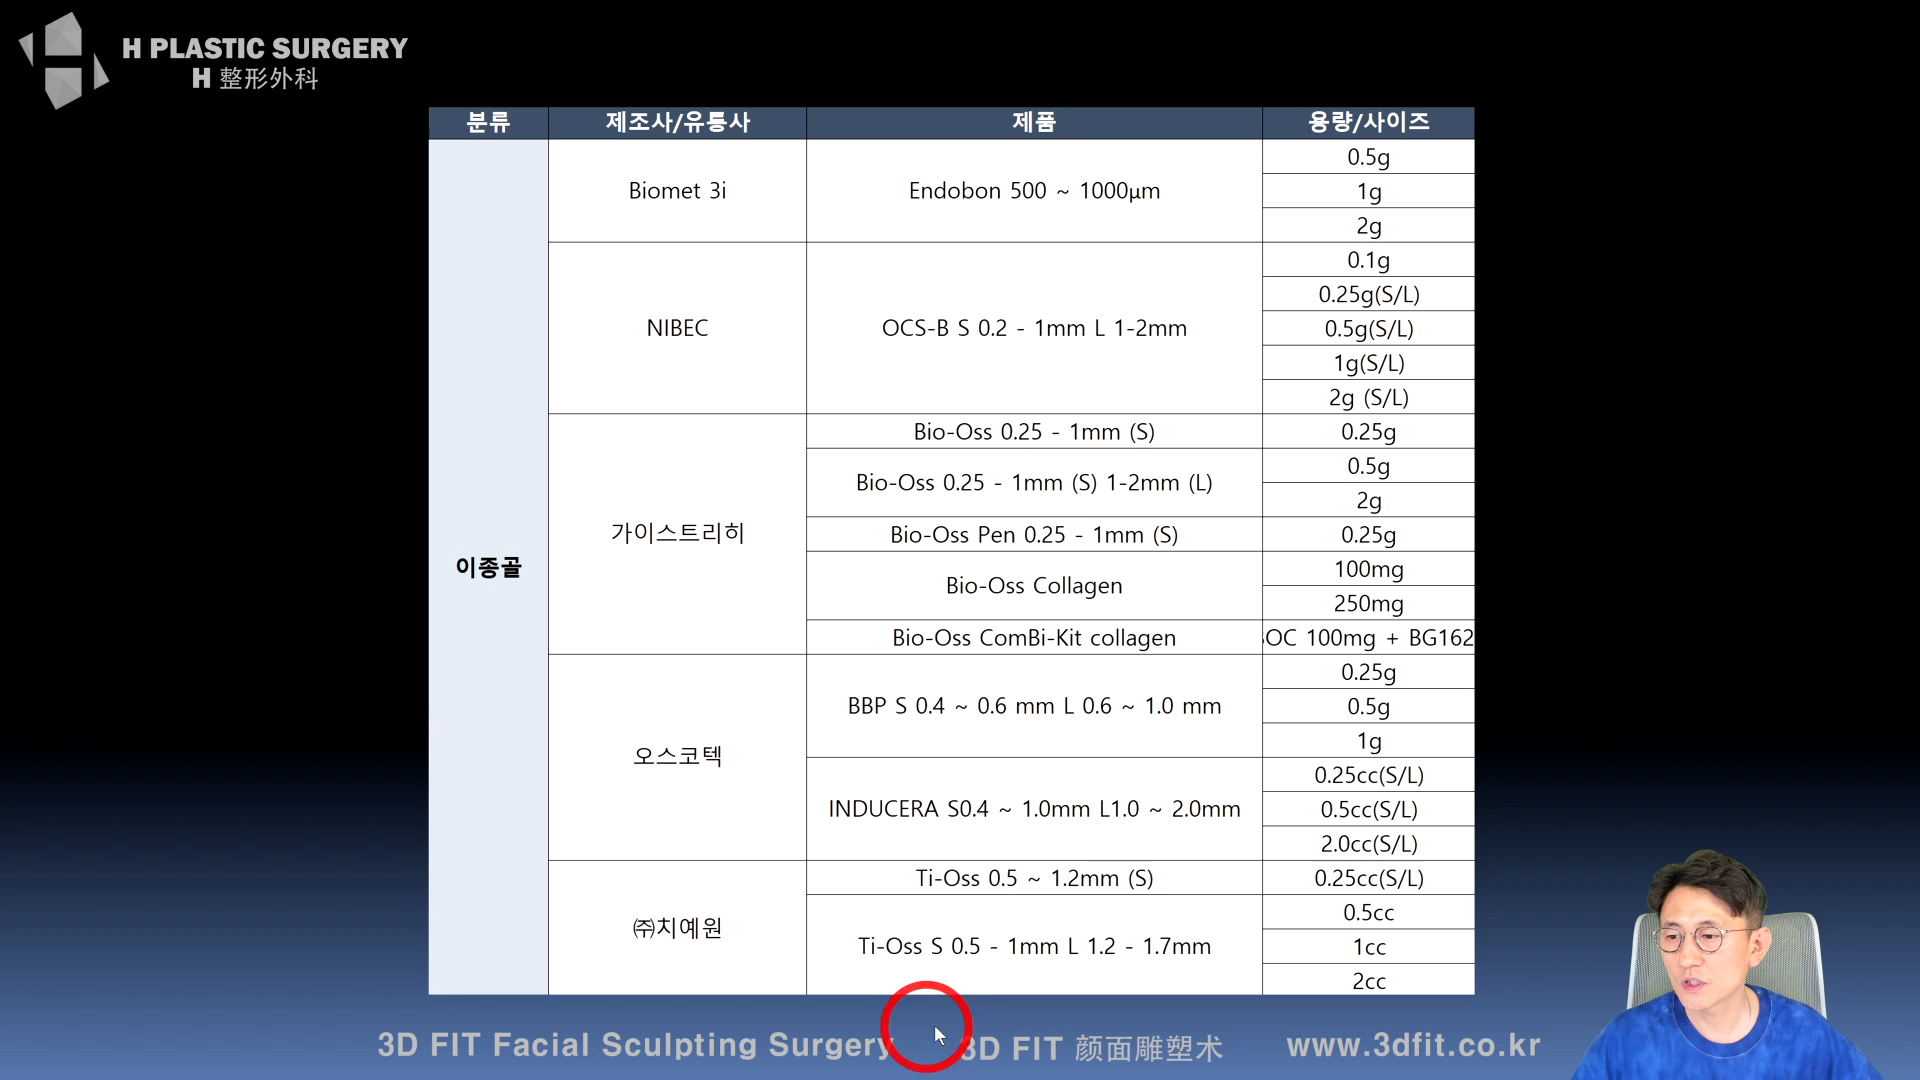 H PLASTIC SURGERY
H 整形外科
분류 제조사/유통사 제품 용량/사이즈
이종골
Biomet 3i
Endobon 500 ~ 1000μm
0.5g
1g
2g
NIBEC
OCS-B S 0.2 - 1mm L 1-2mm
0.1g
0.25g(S/L)
0.5g(S/L)
1g(S/L)
2g (S/L)
가이스트리히
Bio-Oss 0.25 - 1mm (S)
0.25g
Bio-Oss 0.25 - 1mm (S) 1-2mm (L)
0.5g
2g
Bio-Oss Pen 0.25 - 1mm (S)
0.25g
Bio-Oss Collagen
100mg
250mg
Bio-Oss ComBi-Kit collagen
OC 100mg + BG162
오스코텍
BBP S 0.4 ~ 0.6 mm L 0.6 ~ 1.0 mm
0.25g
0.5g
1g
INDUCERA S0.4 ~ 1.0mm L1.0 ~ 2.0mm
0.25cc(S/L)
0.5cc(S/L)
2.0cc(S/L)
㈜치예원
Ti-Oss 0.5 ~ 1.2mm (S)
0.25cc(S/L)
Ti-Oss S 0.5 - 1mm L 1.2 - 1.7mm
0.5cc
1cc
2cc
3D FIT Facial Sculpting Surgery 3D FIT 颜面雕塑术 www.3dfit.co.kr